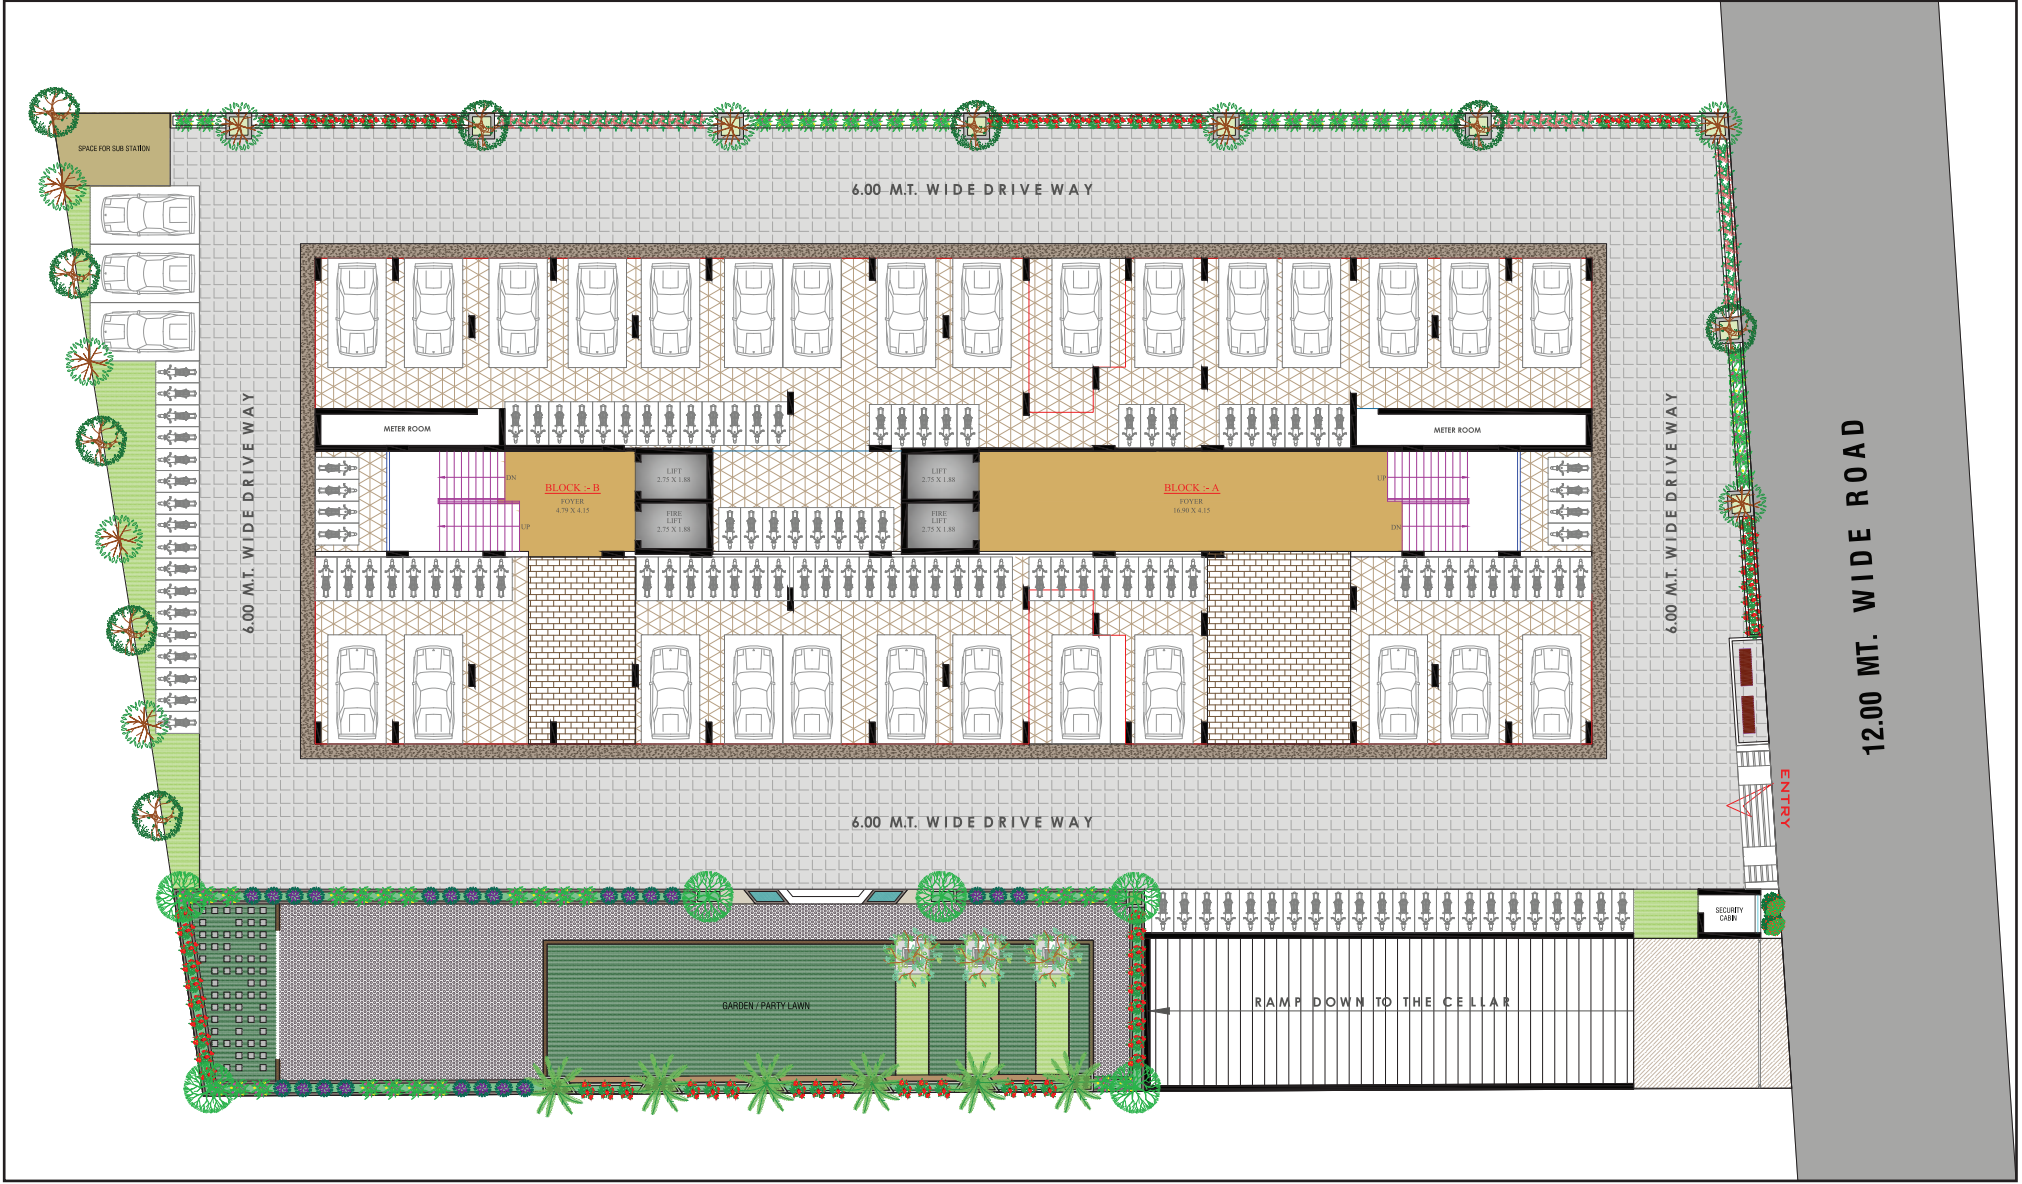 SPACE FOR SUB STATION
6.00 M.T. WIDE DRIVE WAY
METER ROOM
METER ROOM
6.00 M.T. WIDE DRIVE WAY
6.00 M.T. WIDE DRIVE WAY
12.00 MT. WIDE ROAD
DN
UP
BLOCK :- B
FOYER
4.79 X 4.15
LIFT
2.75 X 1.88
FIRE
LIFT
2.75 X 1.88
LIFT
2.75 X 1.88
FIRE
LIFT
2.75 X 1.88
BLOCK :- A
FOYER
16.90 X 4.15
UP
DN
ENTRY
6.00 M.T. WIDE DRIVE WAY
SECURITY
CABIN
GARDEN / PARTY LAWN
RAMP DOWN TO THE CELLAR